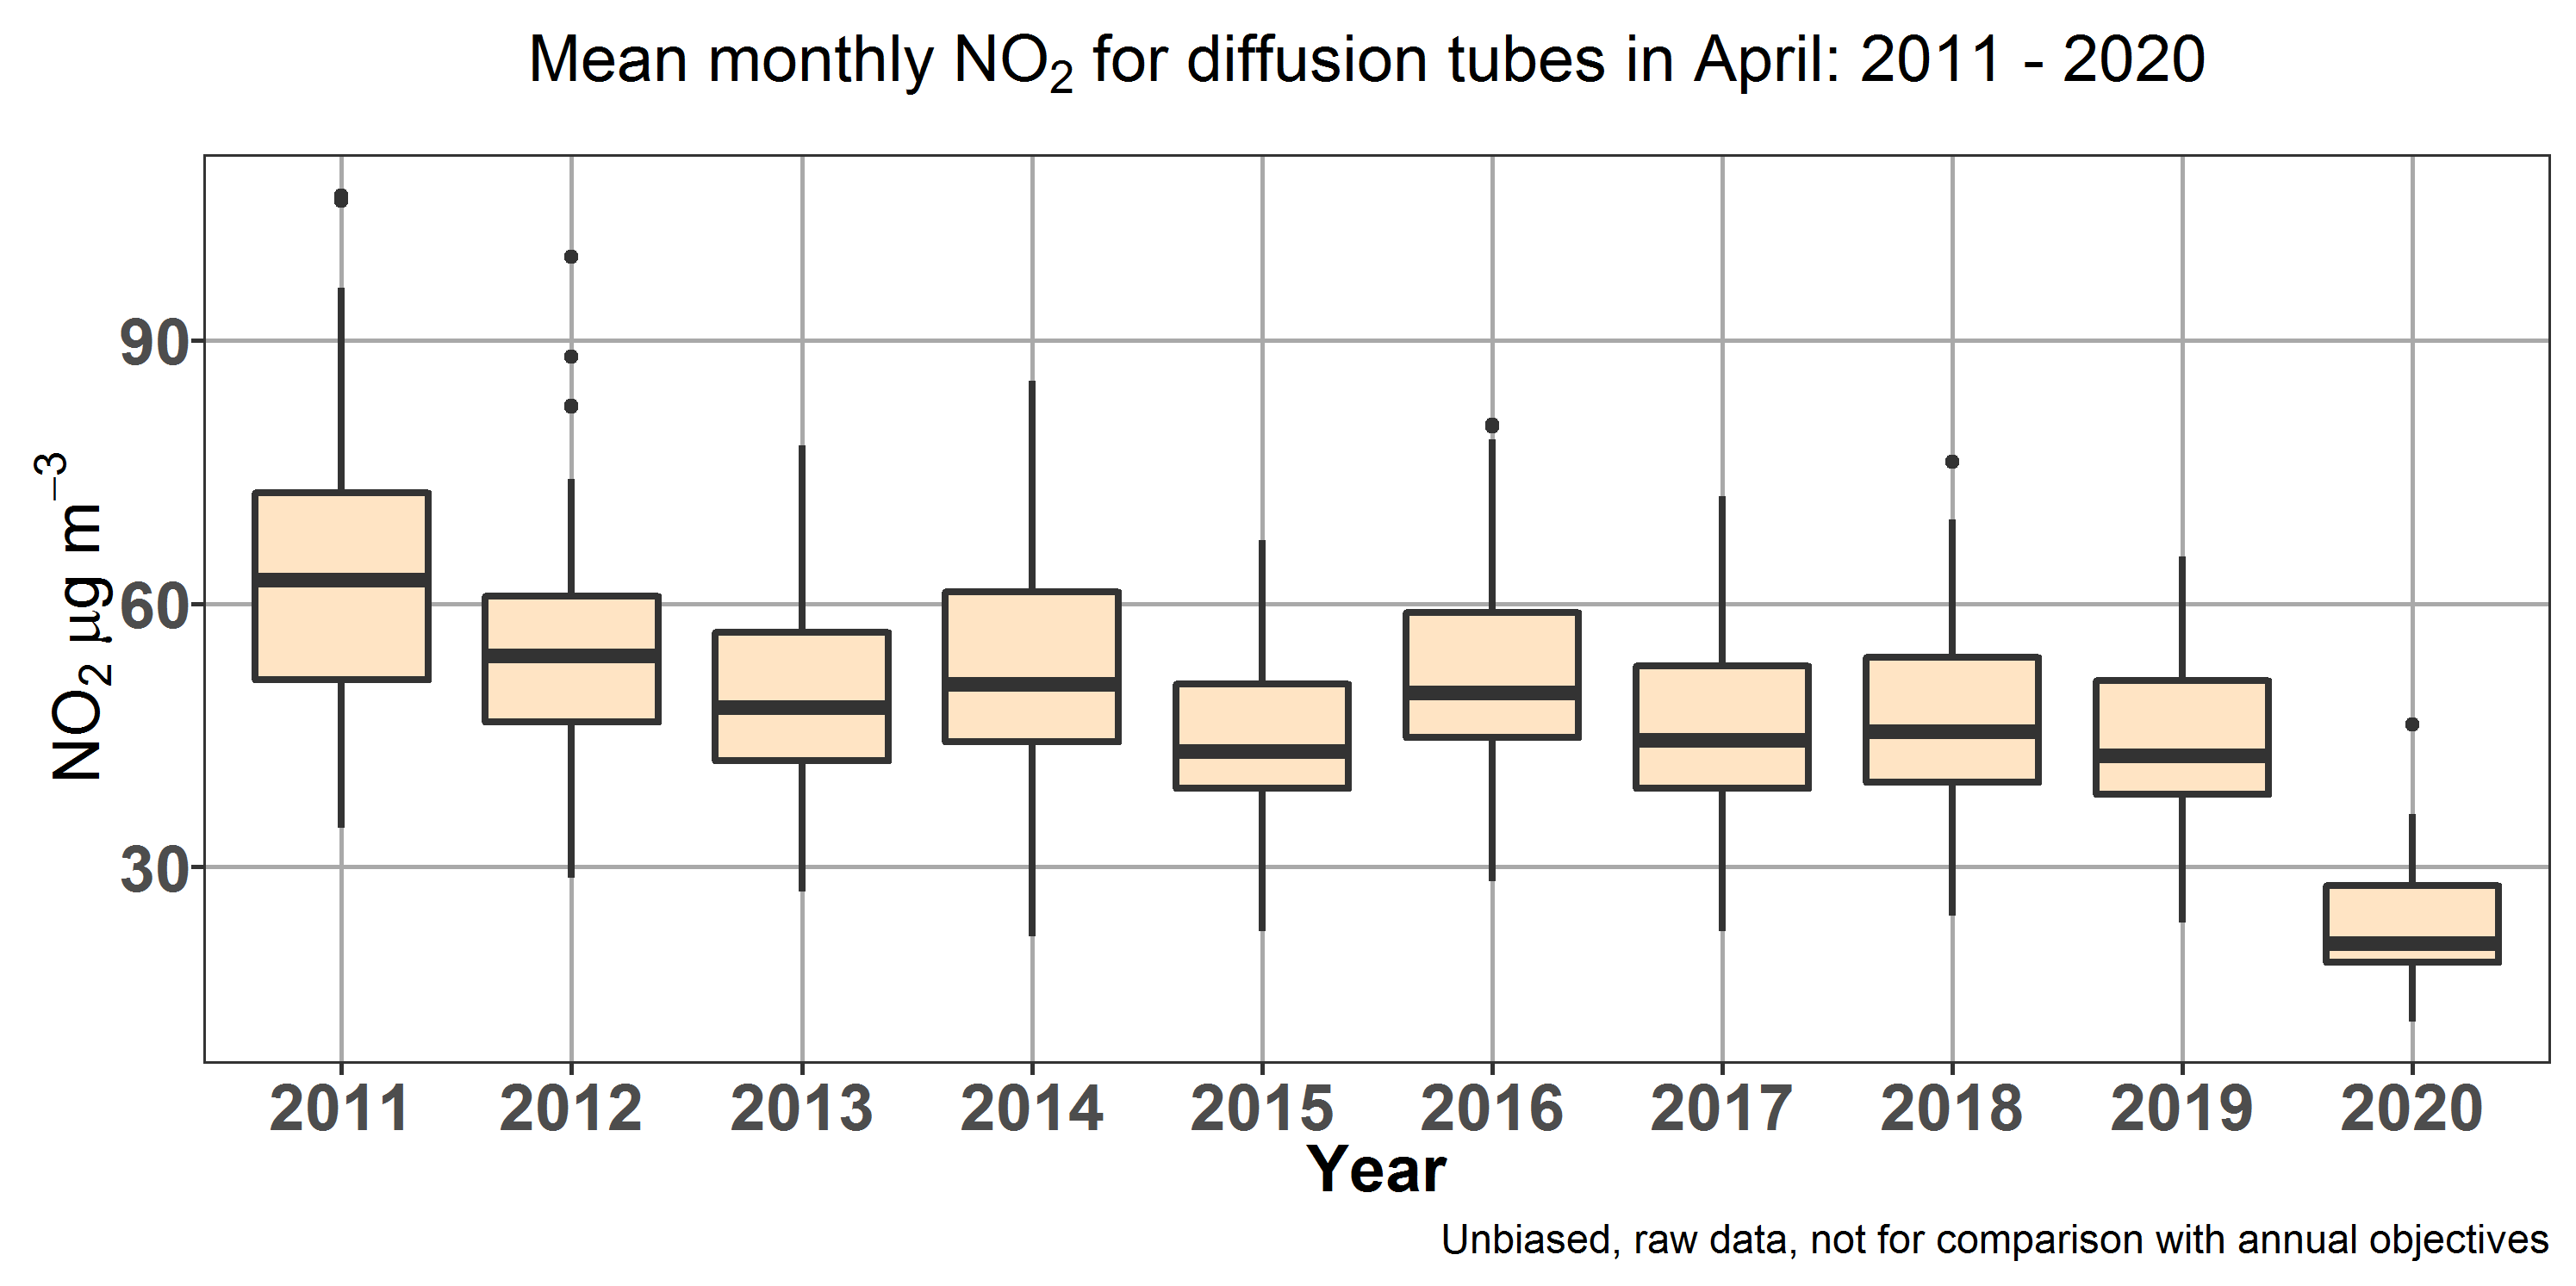 Mean monthly NO₂ for diffusion tubes in April: 2011 - 2020
NO₂ μg m⁻³
90
60
30
2011 2012 2013 2014 2015 2016 2017 2018 2019 2020
Year
Unbiased, raw data, not for comparison with annual objectives